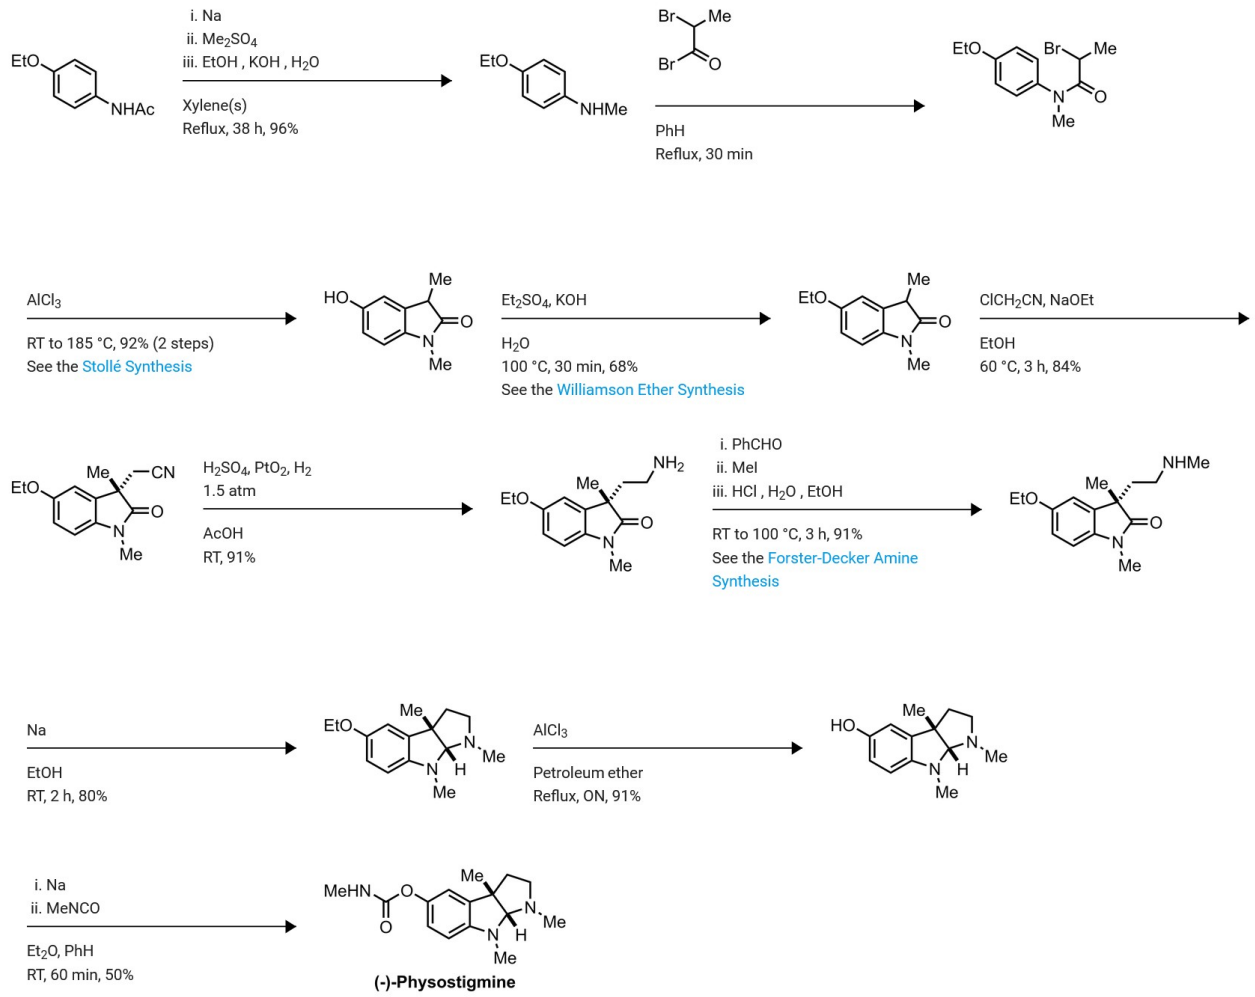 EtO
NHAc
i. Na
ii. Me2SO4
iii. EtOH , KOH , H2O
Xylene(s)
Reflux, 38 h, 96%
EtO
NHMe
Br Me
Br O
PhH
Reflux, 30 min
EtO Br Me
N O
Me
AlCl3
RT to 185 °C, 92% (2 steps)
See the Stollé Synthesis
Me
HO
O
N
Me
Et2SO4, KOH
H2O
100 °C, 30 min, 68%
See the Williamson Ether Synthesis
Me
EtO
O
N
Me
ClCH2CN, NaOEt
EtOH
60 °C, 3 h, 84%
Me CN
EtO
O
N
Me
H2SO4, PtO2, H2
1.5 atm
AcOH
RT, 91%
NH2
Me
EtO
O
N
Me
i. PhCHO
ii. MeI
iii. HCl , H2O , EtOH
RT to 100 °C, 3 h, 91%
See the Forster-Decker Amine
Synthesis
NHMe
Me
EtO
O
N
Me
Na
EtOH
RT, 2 h, 80%
Me
EtO
N
Me
N H
Me
AlCl3
Petroleum ether
Reflux, ON, 91%
Me
HO
N
Me
N H
Me
i. Na
ii. MeNCO
Et2O, PhH
RT, 60 min, 50%
Me
MeHN O
N
Me
O
N H
Me
(-)-Physostigmine